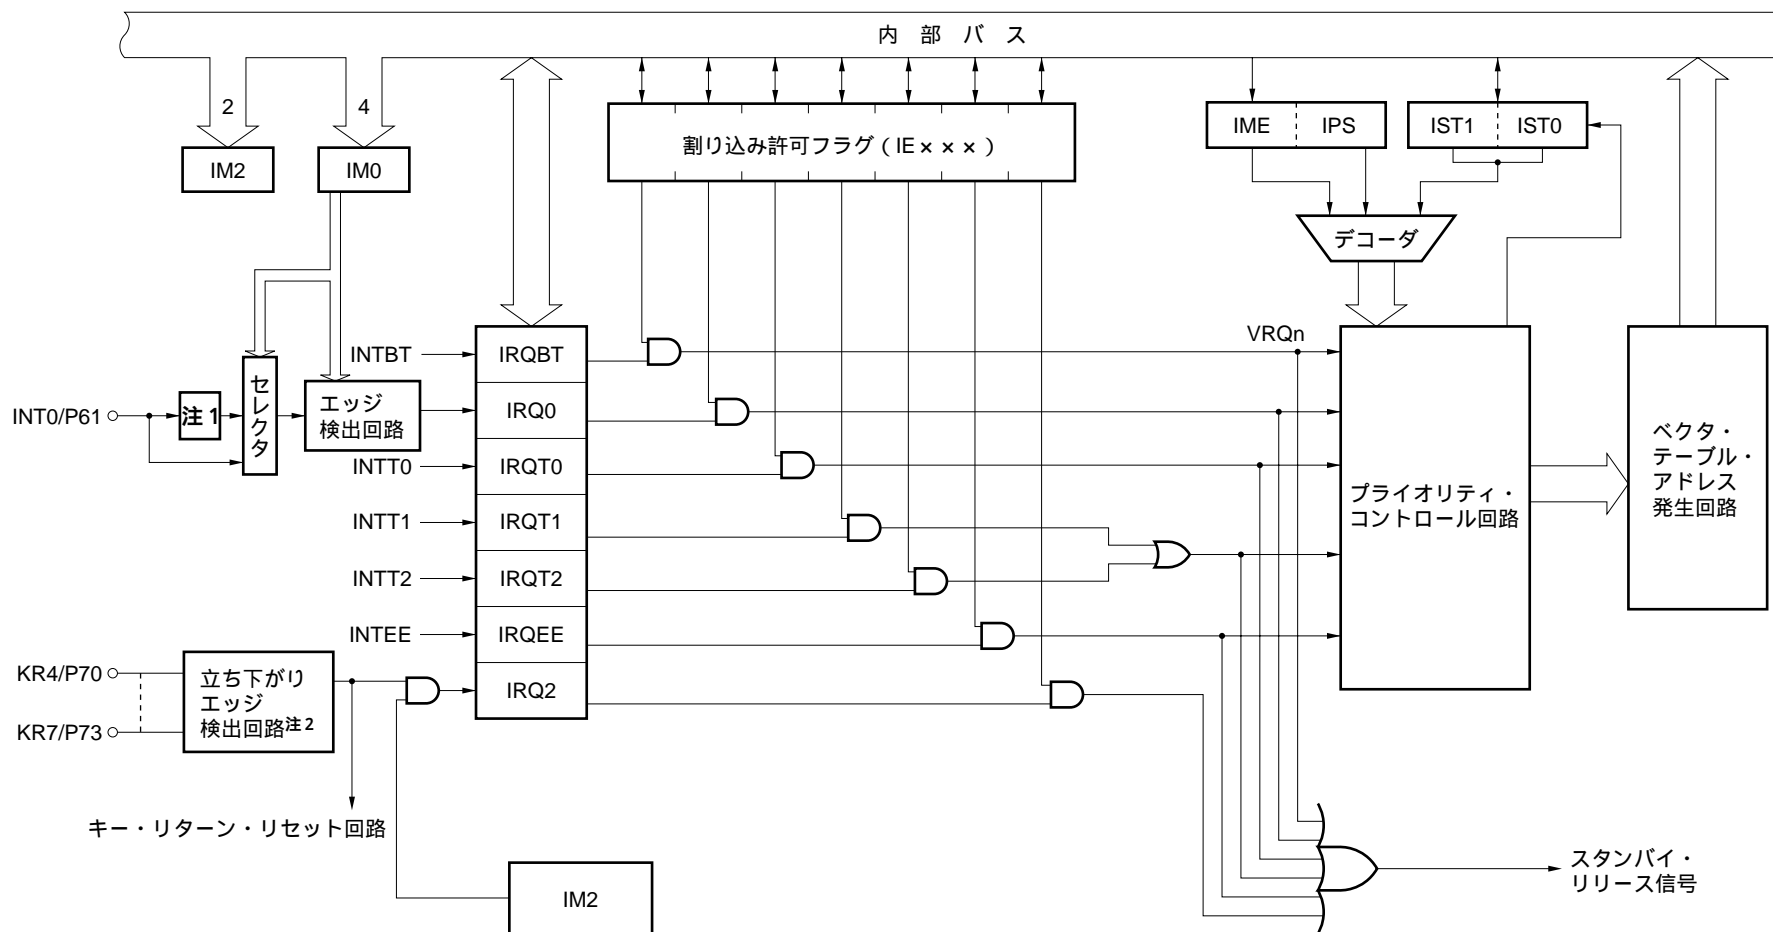 内 部 バ ス
2
4
IM2
IM0
割り込み許可フラグ（IE×××）
IME
IPS
IST1
IST0
デコーダ
VRQn
INTBT
IRQBT
INT0/P61
注1
セレクタ
エッジ
検出回路
IRQ0
INTT0
IRQT0
INTT1
IRQT1
INTT2
IRQT2
INTEE
IRQEE
IRQ2
プライオリティ・
コントロール回路
ベクタ・
テーブル・
アドレス
発生回路
KR4/P70
KR7/P73
立ち下がり
エッジ
検出回路注2
キー・リターン・リセット回路
IM2
スタンバイ・
リリース信号